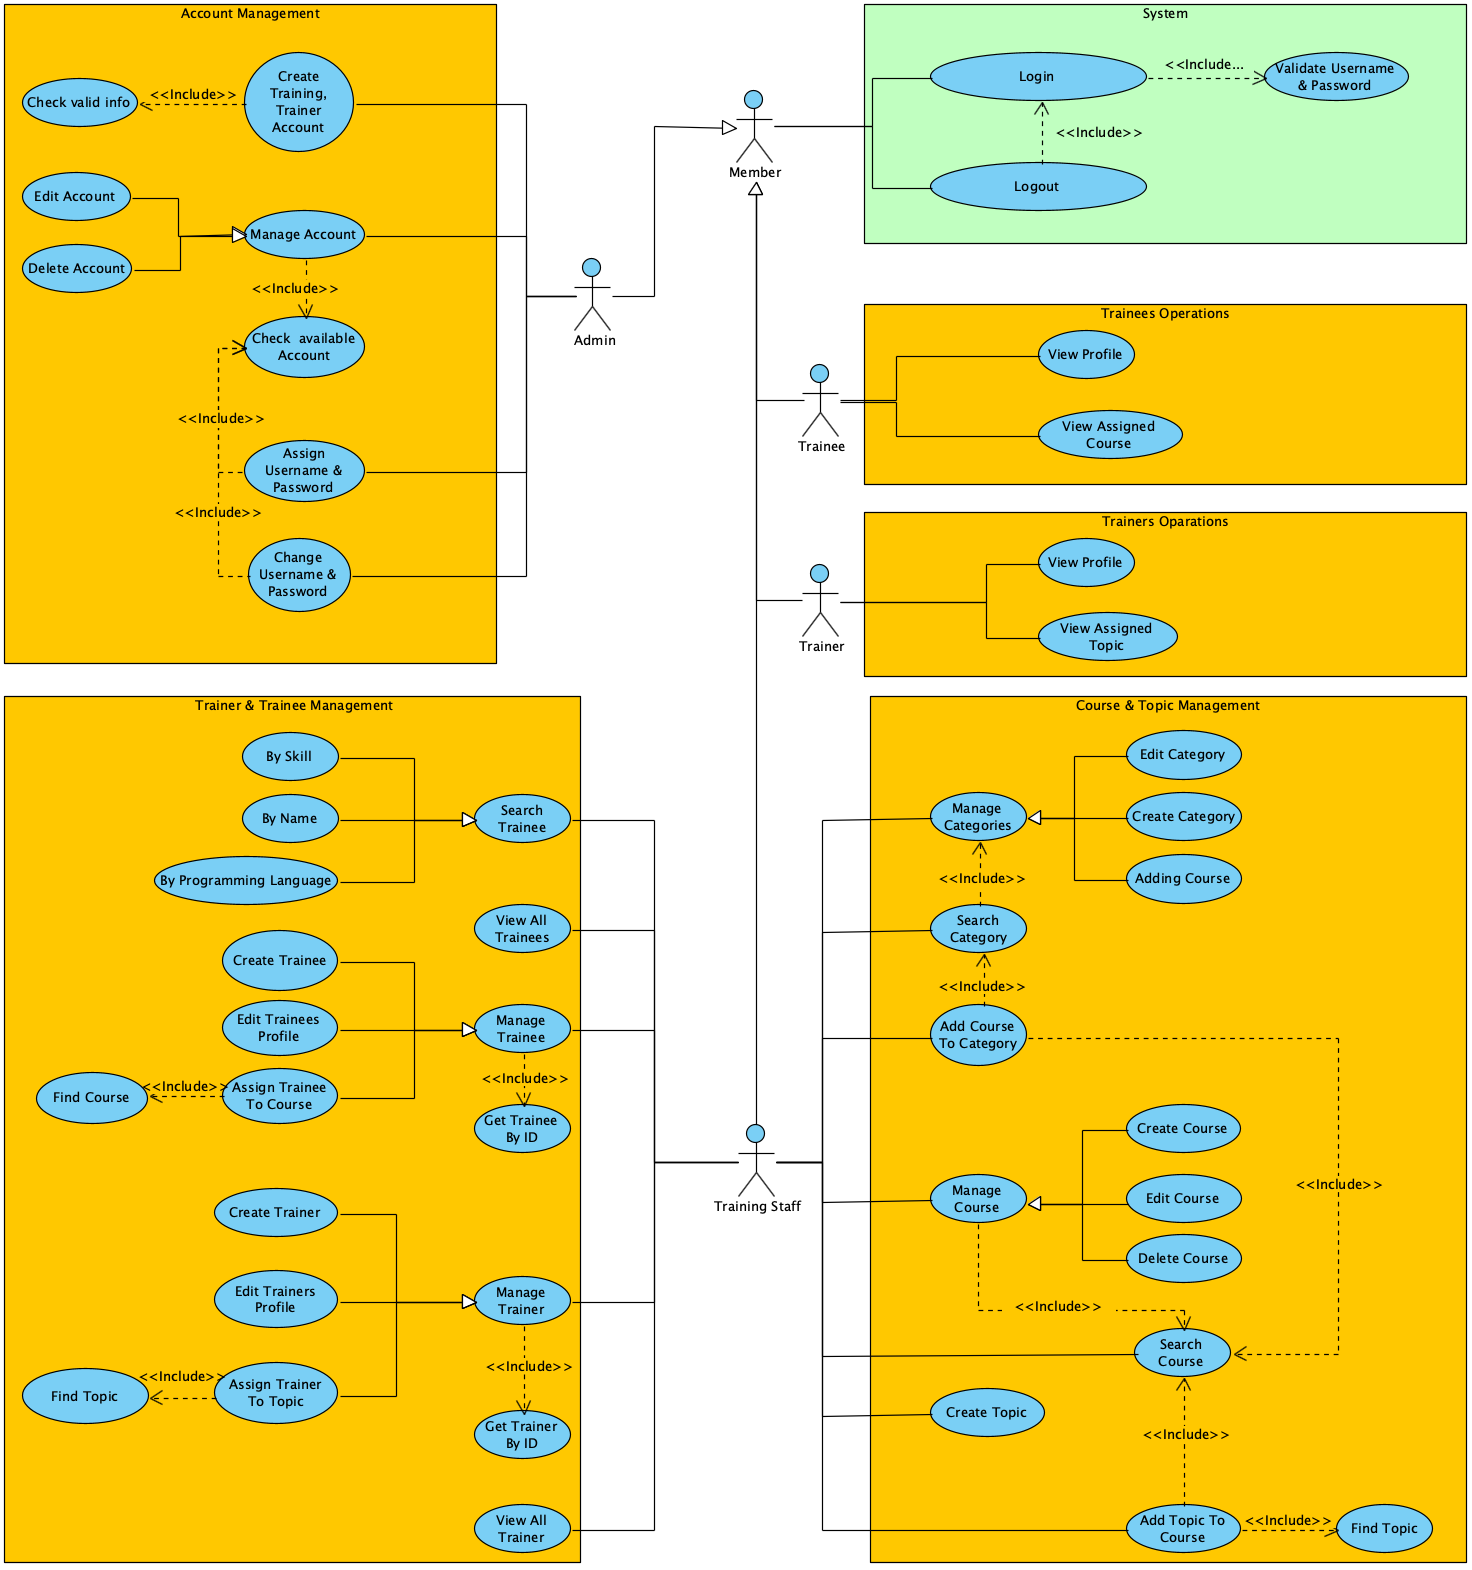 Account Management
Check valid info
<<Include>>
Create
Training,
Trainer
Account
Edit Account
Delete Account
Manage Account
<<Include>>
Check  available
Account
<<Include>>
Assign
Username &
Password
<<Include>>
Change
Username &
Password
Admin
Member
System
Login
<<Include...
Validate Username
& Password
<<Include>>
Logout
Trainees Operations
View Profile
View Assigned
Course
Trainee
Trainers Oparations
View Profile
View Assigned
Topic
Trainer
Trainer & Trainee Management
By Skill
By Name
By Programming Language
Search
Trainee
View All
Trainees
Create Trainee
Edit Trainees
Profile
Manage
Trainee
<<Include>>
Find Course
<<Include>>
Assign Trainee
To Course
Get Trainee
By ID
Create Trainer
Edit Trainers
Profile
Manage
Trainer
<<Include>>
Find Topic
<<Include>>
Assign Trainer
To Topic
Get Trainer
By ID
View All
Trainer
Training Staff
Course & Topic Management
Edit Category
Manage
Categories
Create Category
Adding Course
<<Include>>
Search
Category
<<Include>>
Add Course
To Category
Create Course
Manage
Course
Edit Course
<<Include>>
Delete Course
<<Include>>
Search
Course
Create Topic
<<Include>>
Add Topic To
Course
<<Include>>
Find Topic